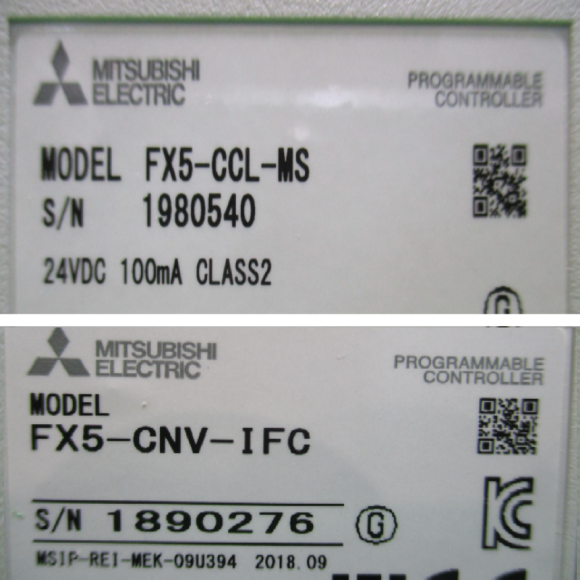 MITSUBISHI
ELECTRIC
PROGRAMMABLE
CONTROLLER
MODEL FX5-CCL-MS
S/N 1980540
24VDC 100mA CLASS2
G
MITSUBISHI
ELECTRIC
PROGRAMMABLE
CONTROLLER
MODEL
FX5-CNV-IFC
S/N 1890276 G
MSIP-REI-MEK-09U394 2018.09